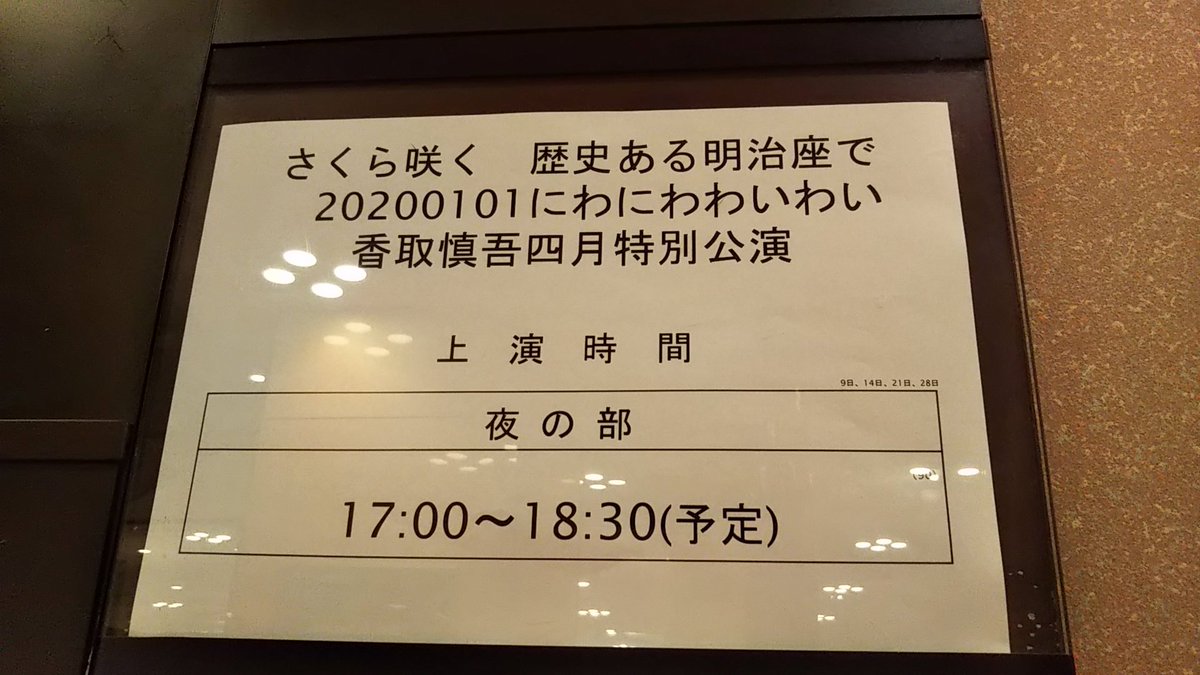 さくら咲く　歴史ある明治座で
20200101にわにわわいわい
香取慎吾四月特別公演
上 演 時 間
9日、14日、21日、28日
夜 の 部
17:00～18:30(予定)